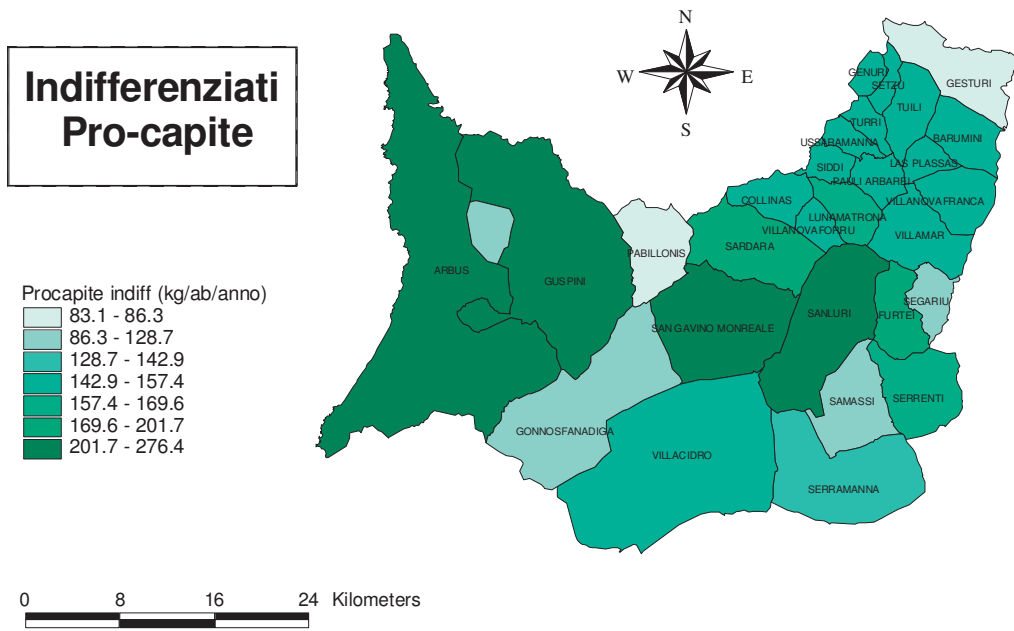 Indifferenziati
Pro-capite
N
W E
S
GENURI
SETZU
GESTURI
TUILI
TURRI
USSARAMANNA
BARUMINI
SIDDI
LAS PLASSAS
PAULI ARBAREI
COLLINAS
VILLANOVAFRANCA
LUNAMATRONA
VILLANOVAFORRU
VILLAMAR
SARDARA
PABILLONIS
ARBUS
GUSPINI
SEGARIU
SAN GAVINO MONREALE
SANLURI
FURTEI
SAMASSI
SERRENTI
GONNOSFANADIGA
VILLACIDRO
SERRAMANNA
Procapite indiff (kg/ab/anno)
83.1 - 86.3
86.3 - 128.7
128.7 - 142.9
142.9 - 157.4
157.4 - 169.6
169.6 - 201.7
201.7 - 276.4
0 8 16 24 Kilometers